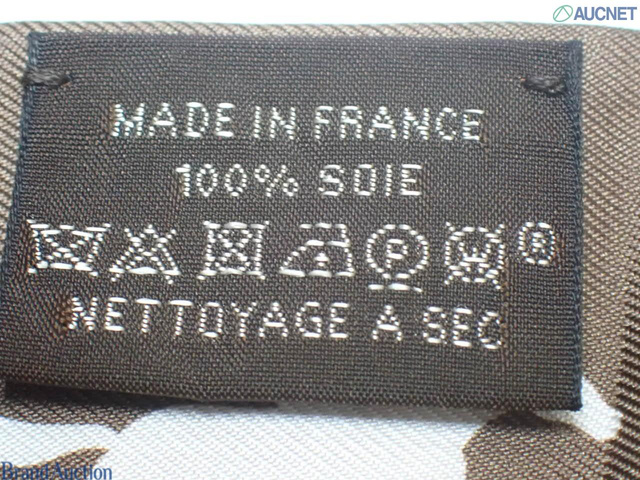 AUCNET
MADE IN FRANCE
100% SOIE
P W ®
NETTOYAGE A SEC
Brand Auction